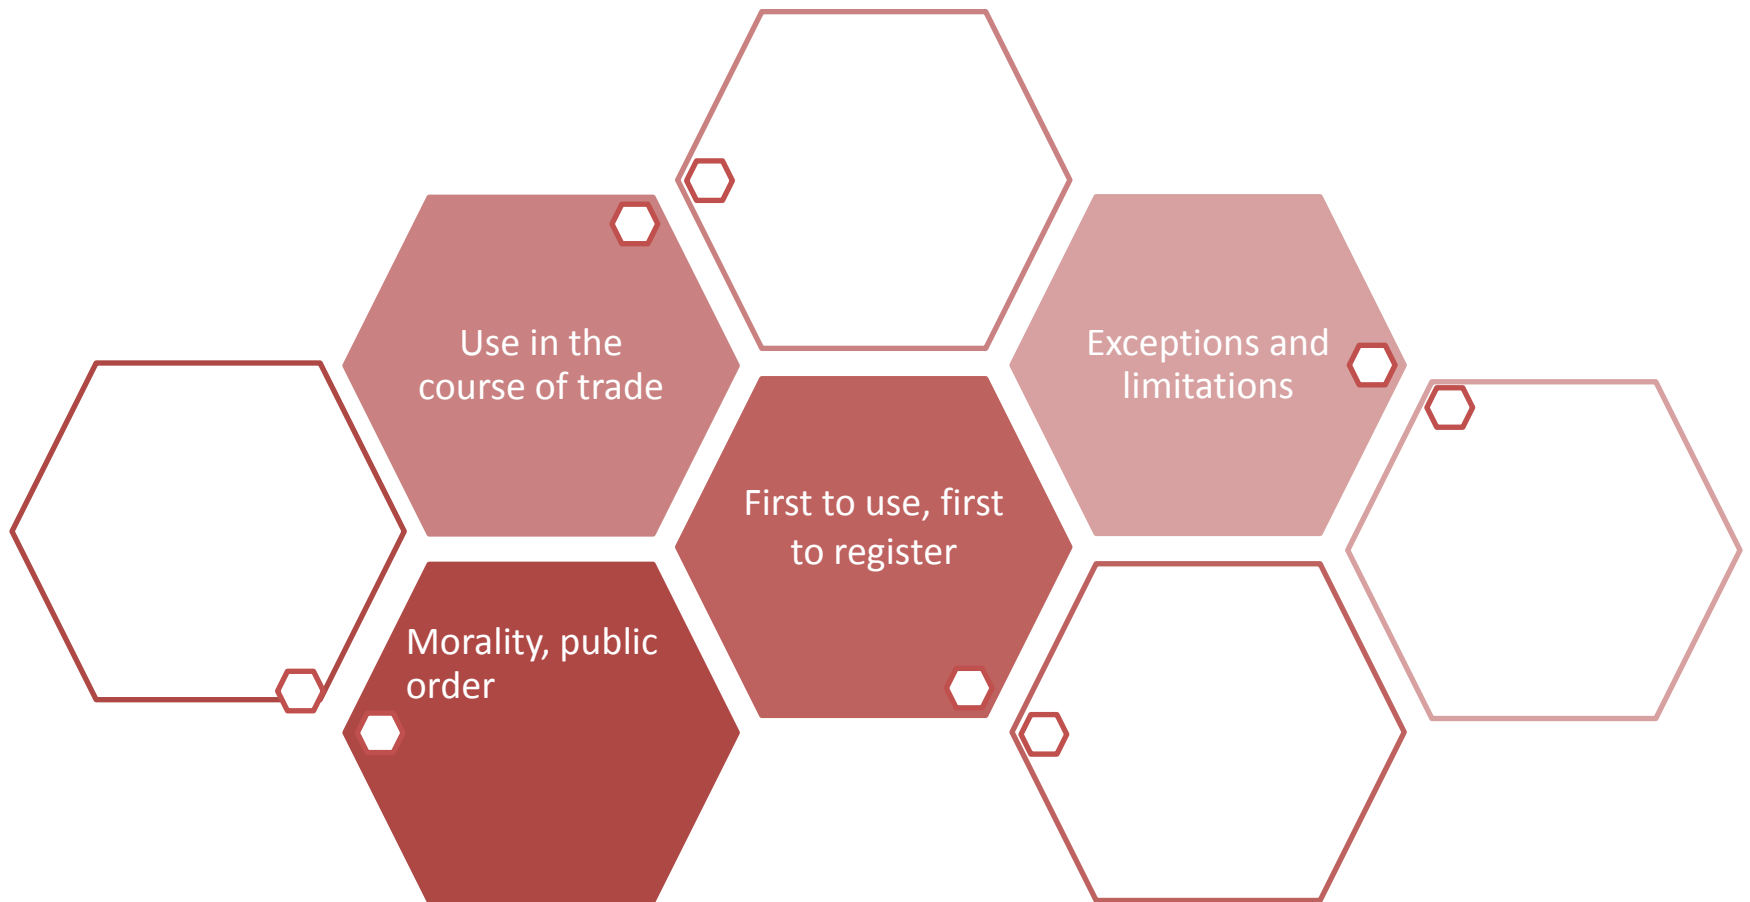 Use in the
course of trade
Exceptions and
limitations
First to use, first
to register
Morality, public
order